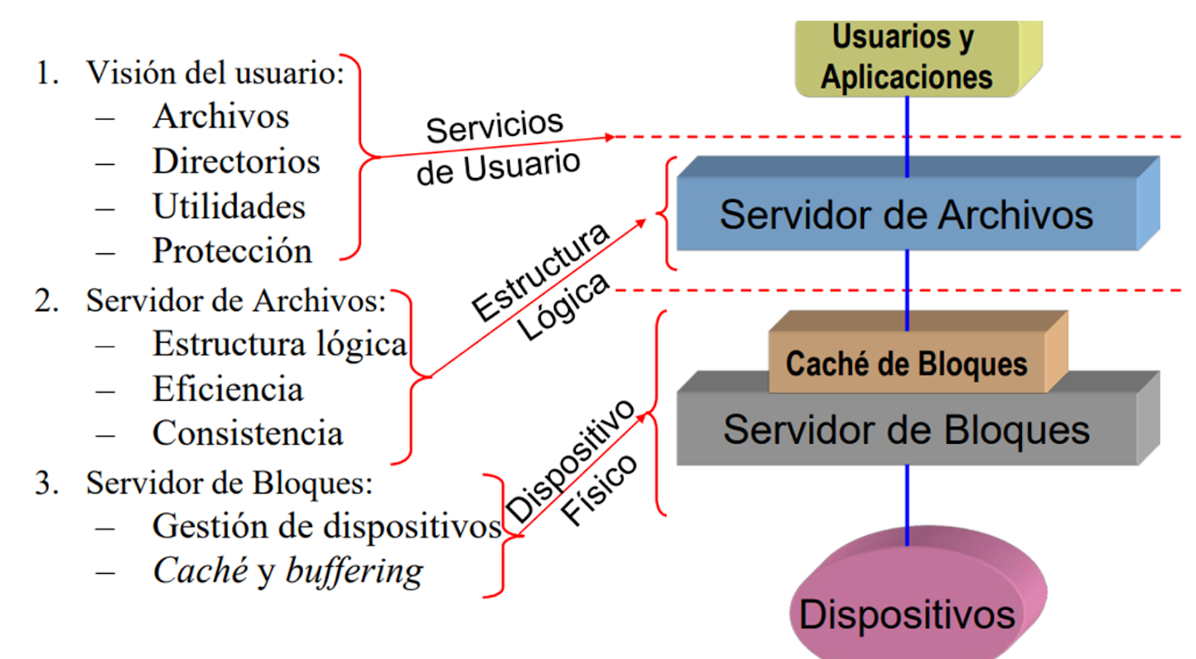 1. Visión del usuario:
– Archivos
– Directorios
– Utilidades
– Protección
2. Servidor de Archivos:
– Estructura lógica
– Eficiencia
– Consistencia
3. Servidor de Bloques:
– Gestión de dispositivos
– Caché y buffering
Servicios
de Usuario
Estructura
Lógica
Dispositivo
Físico
Usuarios y
Aplicaciones
Servidor de Archivos
Caché de Bloques
Servidor de Bloques
Dispositivos